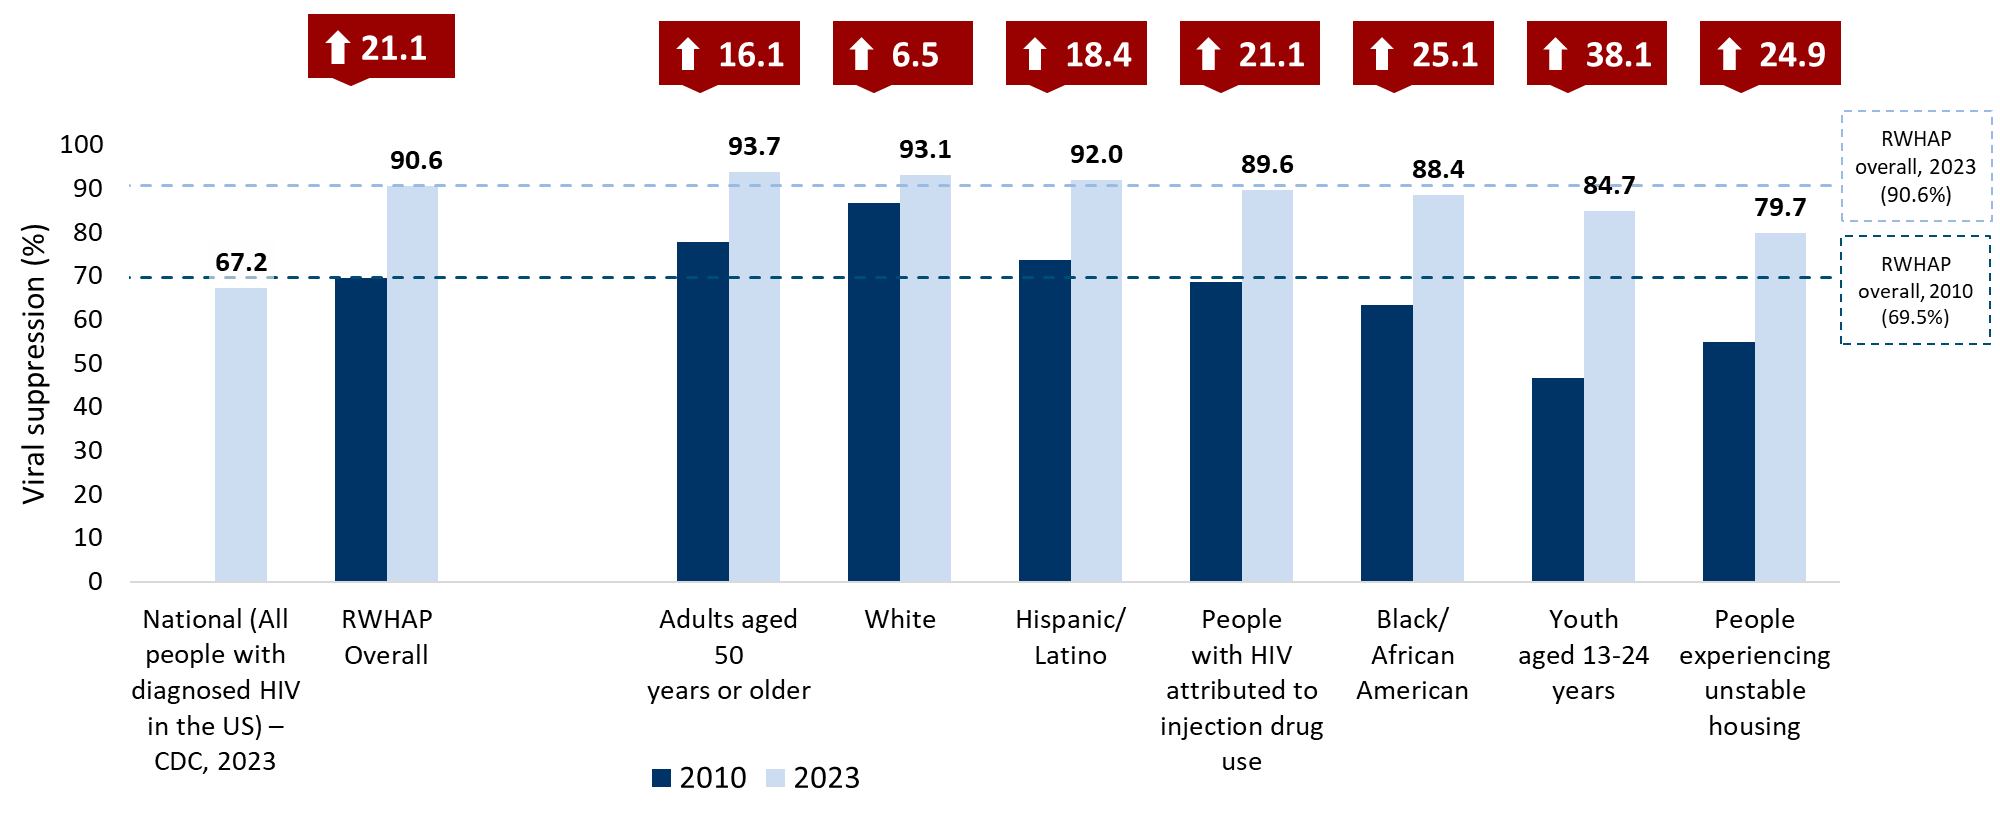 21.1
16.1
6.5
18.4
21.1
25.1
38.1
24.9
Viral suppression (%)
100
90
80
70
60
50
40
30
20
10
0
67.2
90.6
93.7
93.1
92.0
89.6
88.4
84.7
79.7
RWHAP
overall, 2023
(90.6%)
RWHAP
overall, 2010
(69.5%)
National (All
people with
diagnosed HIV
in the US) –
CDC, 2023
RWHAP
Overall
Adults aged
50
years or older
White
Hispanic/
Latino
People
with HIV
attributed to
injection drug
use
Black/
African
American
Youth
aged 13-24
years
People
experiencing
unstable
housing
2010
2023